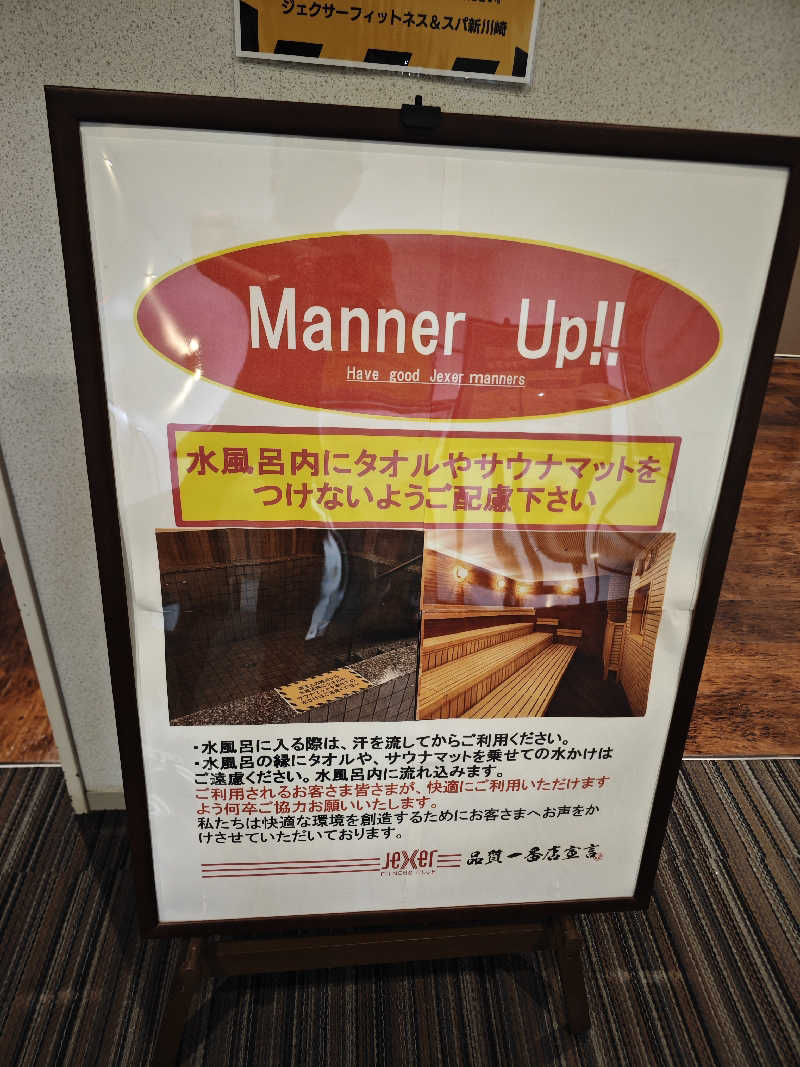 ジェクサーフィットネス＆スパ新川崎
Manner Up!!
Have good Jexer manners
水風呂内にタオルやサウナマットを
つけないようご配慮下さい
・水風呂に入る際は、汗を流してからご利用ください。
・水風呂の縁にタオルや、サウナマットを乗せての水かけは
ご遠慮ください。水風呂内に流れ込みます。
ご利用されるお客さま皆さまが、快適にご利用いただけます
よう何卒ご協力お願いいたします。
私たちは快適な環境を創造するためにお客さまへお声をか
けさせていただいております。
Jexer 品質一番店宣言
FITNESS CLUB